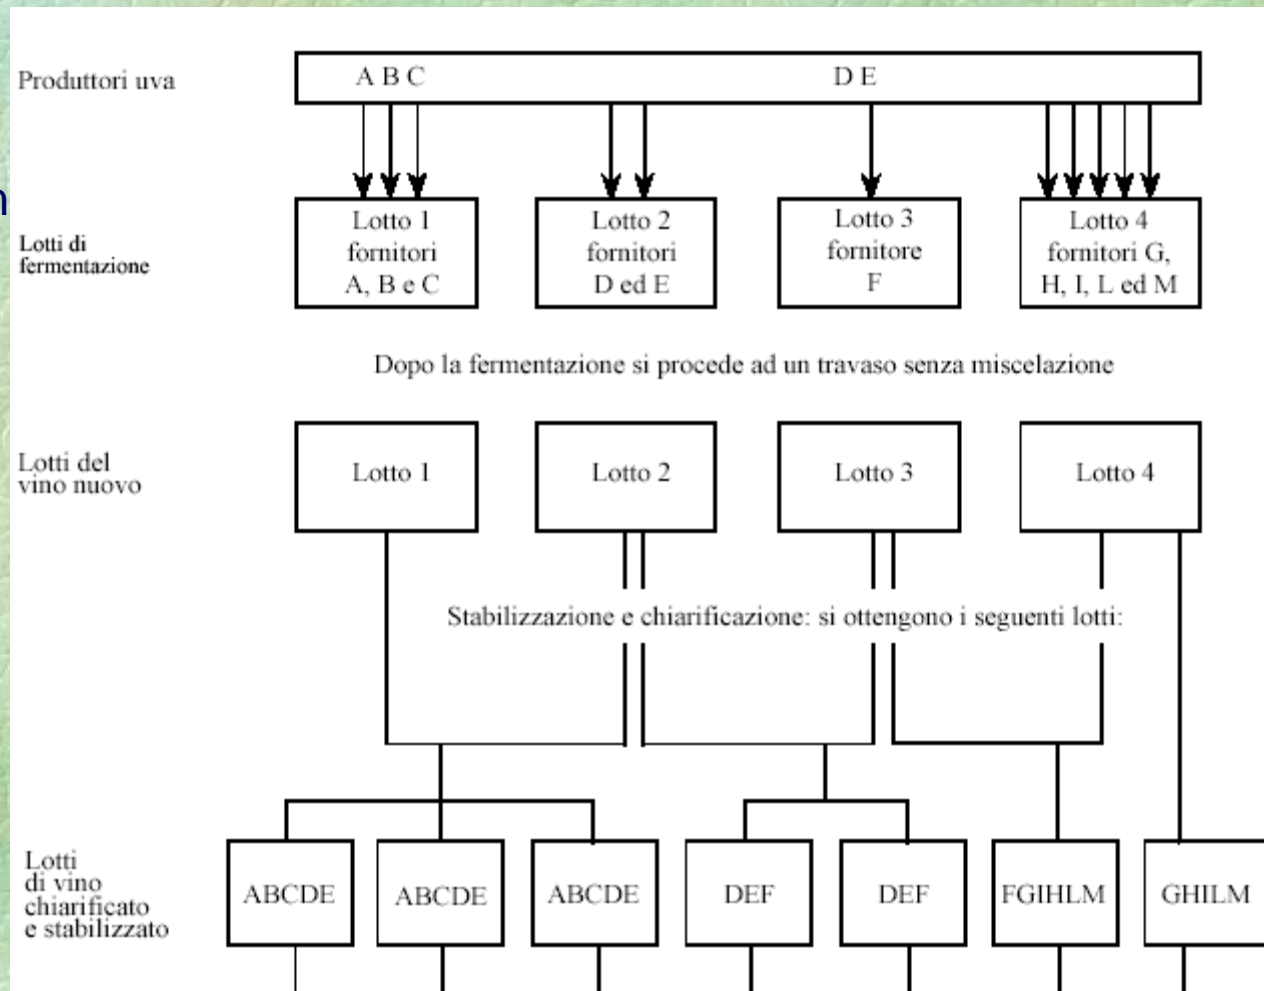 Produttori uva
A B C
D E
n
Lotti di
fermentazione
Lotto 1
fornitori
A, B e C
Lotto 2
fornitori
D ed E
Lotto 3
fornitore
F
Lotto 4
fornitori G,
H, I, L ed M
Dopo la fermentazione si procede ad un travaso senza miscelazione
Lotti del
vino nuovo
Lotto 1
Lotto 2
Lotto 3
Lotto 4
Stabilizzazione e chiarificazione: si ottengono i seguenti lotti:
Lotti
di vino
chiarificato
e stabilizzato
ABCDE
ABCDE
ABCDE
DEF
DEF
FGIHLM
GHILM